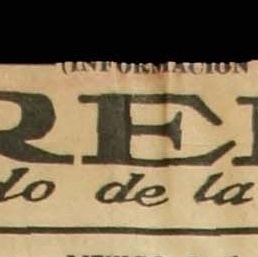 (INFORMACION
RE
do de la